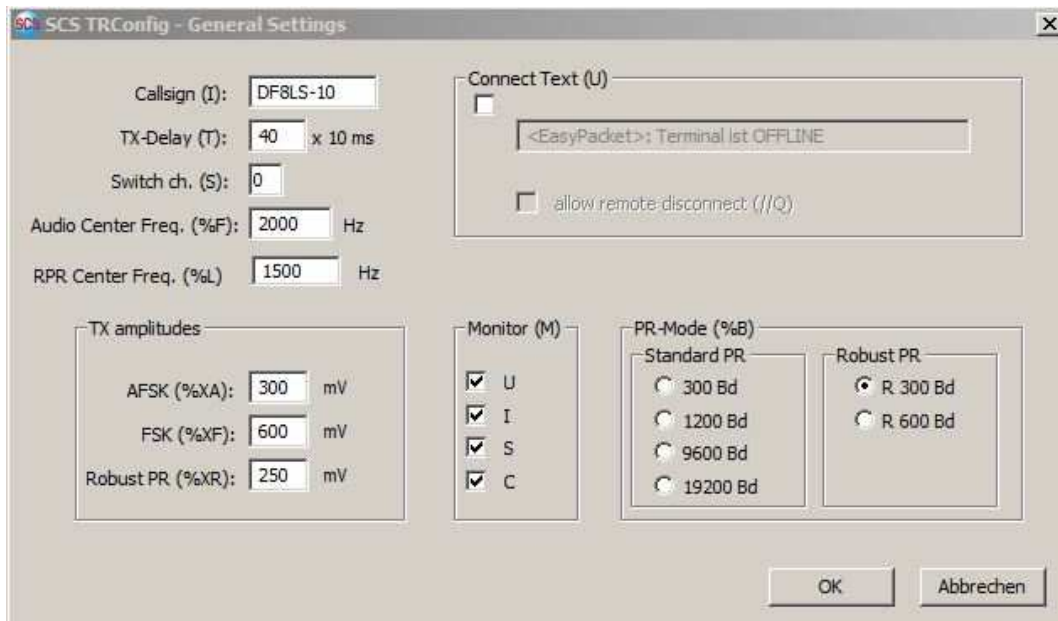 SCS SCS TRConfig - General Settings
Callsign (I): DF8LS-10
TX-Delay (T): 40 x 10 ms
Switch ch. (S): 0
Audio Center Freq. (%F): 2000 Hz
RPR Center Freq. (%L) 1500 Hz
Connect Text (U)
<EasyPacket>: Terminal ist OFFLINE
allow remote disconnect (//Q)
TX amplitudes
AFSK (%XA): 300 mV
FSK (%XF): 600 mV
Robust PR (%XR): 250 mV
Monitor (M)
U
I
S
C
PR-Mode (%B)
Standard PR
300 Bd
1200 Bd
9600 Bd
19200 Bd
Robust PR
R 300 Bd
R 600 Bd
OK
Abbrechen